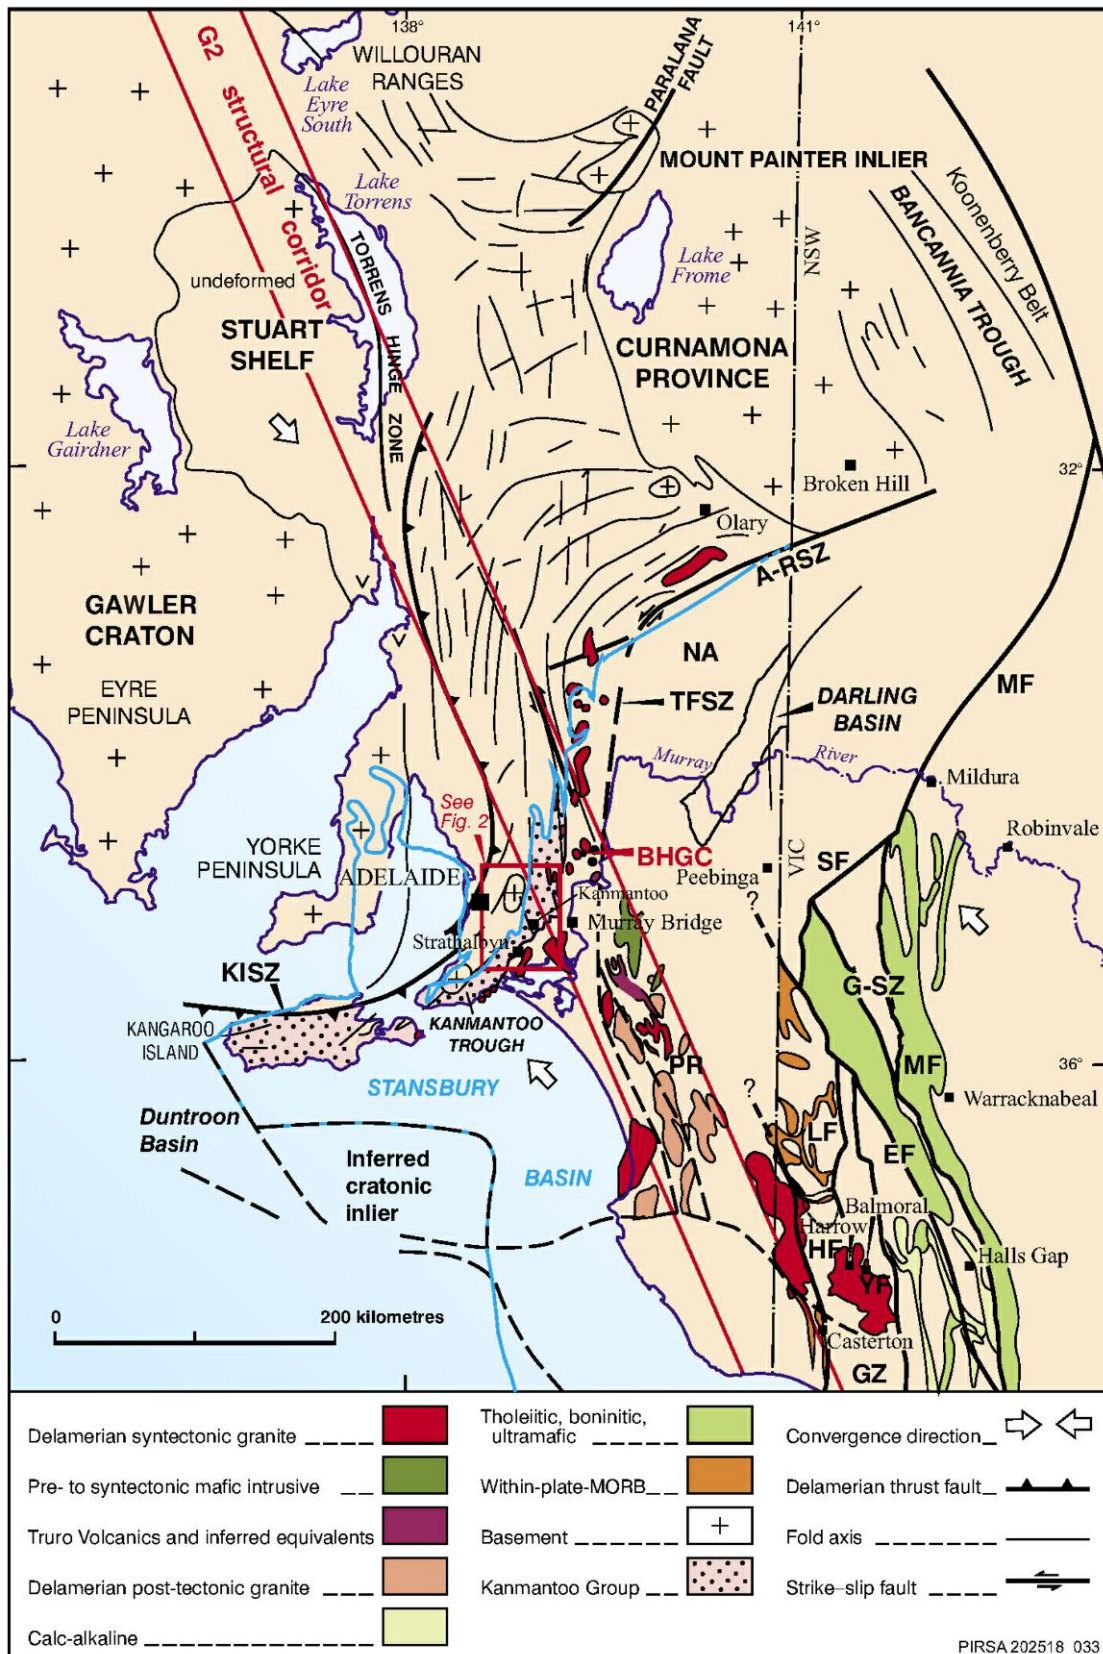 138°
141°
G2 structural corridor
WILLOURAN
RANGES
Lake
Eyre
South
PARALANA
FAULT
MOUNT PAINTER INLIER
Lake
Torrens
Koonenberry Belt
BANCANNIA TROUGH
NSW
Lake
Frome
TORRENS HINGE ZONE
undeformed
STUART
SHELF
CURNAMONA
PROVINCE
Lake
Gairdner
32°
Broken Hill
Olary
A-RSZ
GAWLER
CRATON
NA
EYRE
PENINSULA
MF
TFSZ
DARLING
BASIN
Murray
River
Mildura
See
Fig. 2
YORKE
PENINSULA
Robinvale
BHGC
SF
VIC
Peebinga
ADELAIDE
Kanmantoo
?
Murray Bridge
Strathalbyn
KISZ
G-SZ
KANGAROO
ISLAND
KANMANTOO
TROUGH
PR
MF
36°
STANSBURY
?
Warracknabeal
Duntroon
Basin
LF
EF
Inferred
cratonic
inlier
BASIN
Balmoral
Harrow
HF
Halls Gap
YF
0
200 kilometres
Casterton
GZ
Delamerian syntectonic granite
Pre- to syntectonic mafic intrusive
Truro Volcanics and inferred equivalents
Delamerian post-tectonic granite
Calc-alkaline
Tholeiitic, boninitic,
ultramafic
Within-plate-MORB
Basement
Kanmantoo Group
Convergence direction
Delamerian thrust fault
Fold axis
Strike–slip fault
PIRSA 202518_033